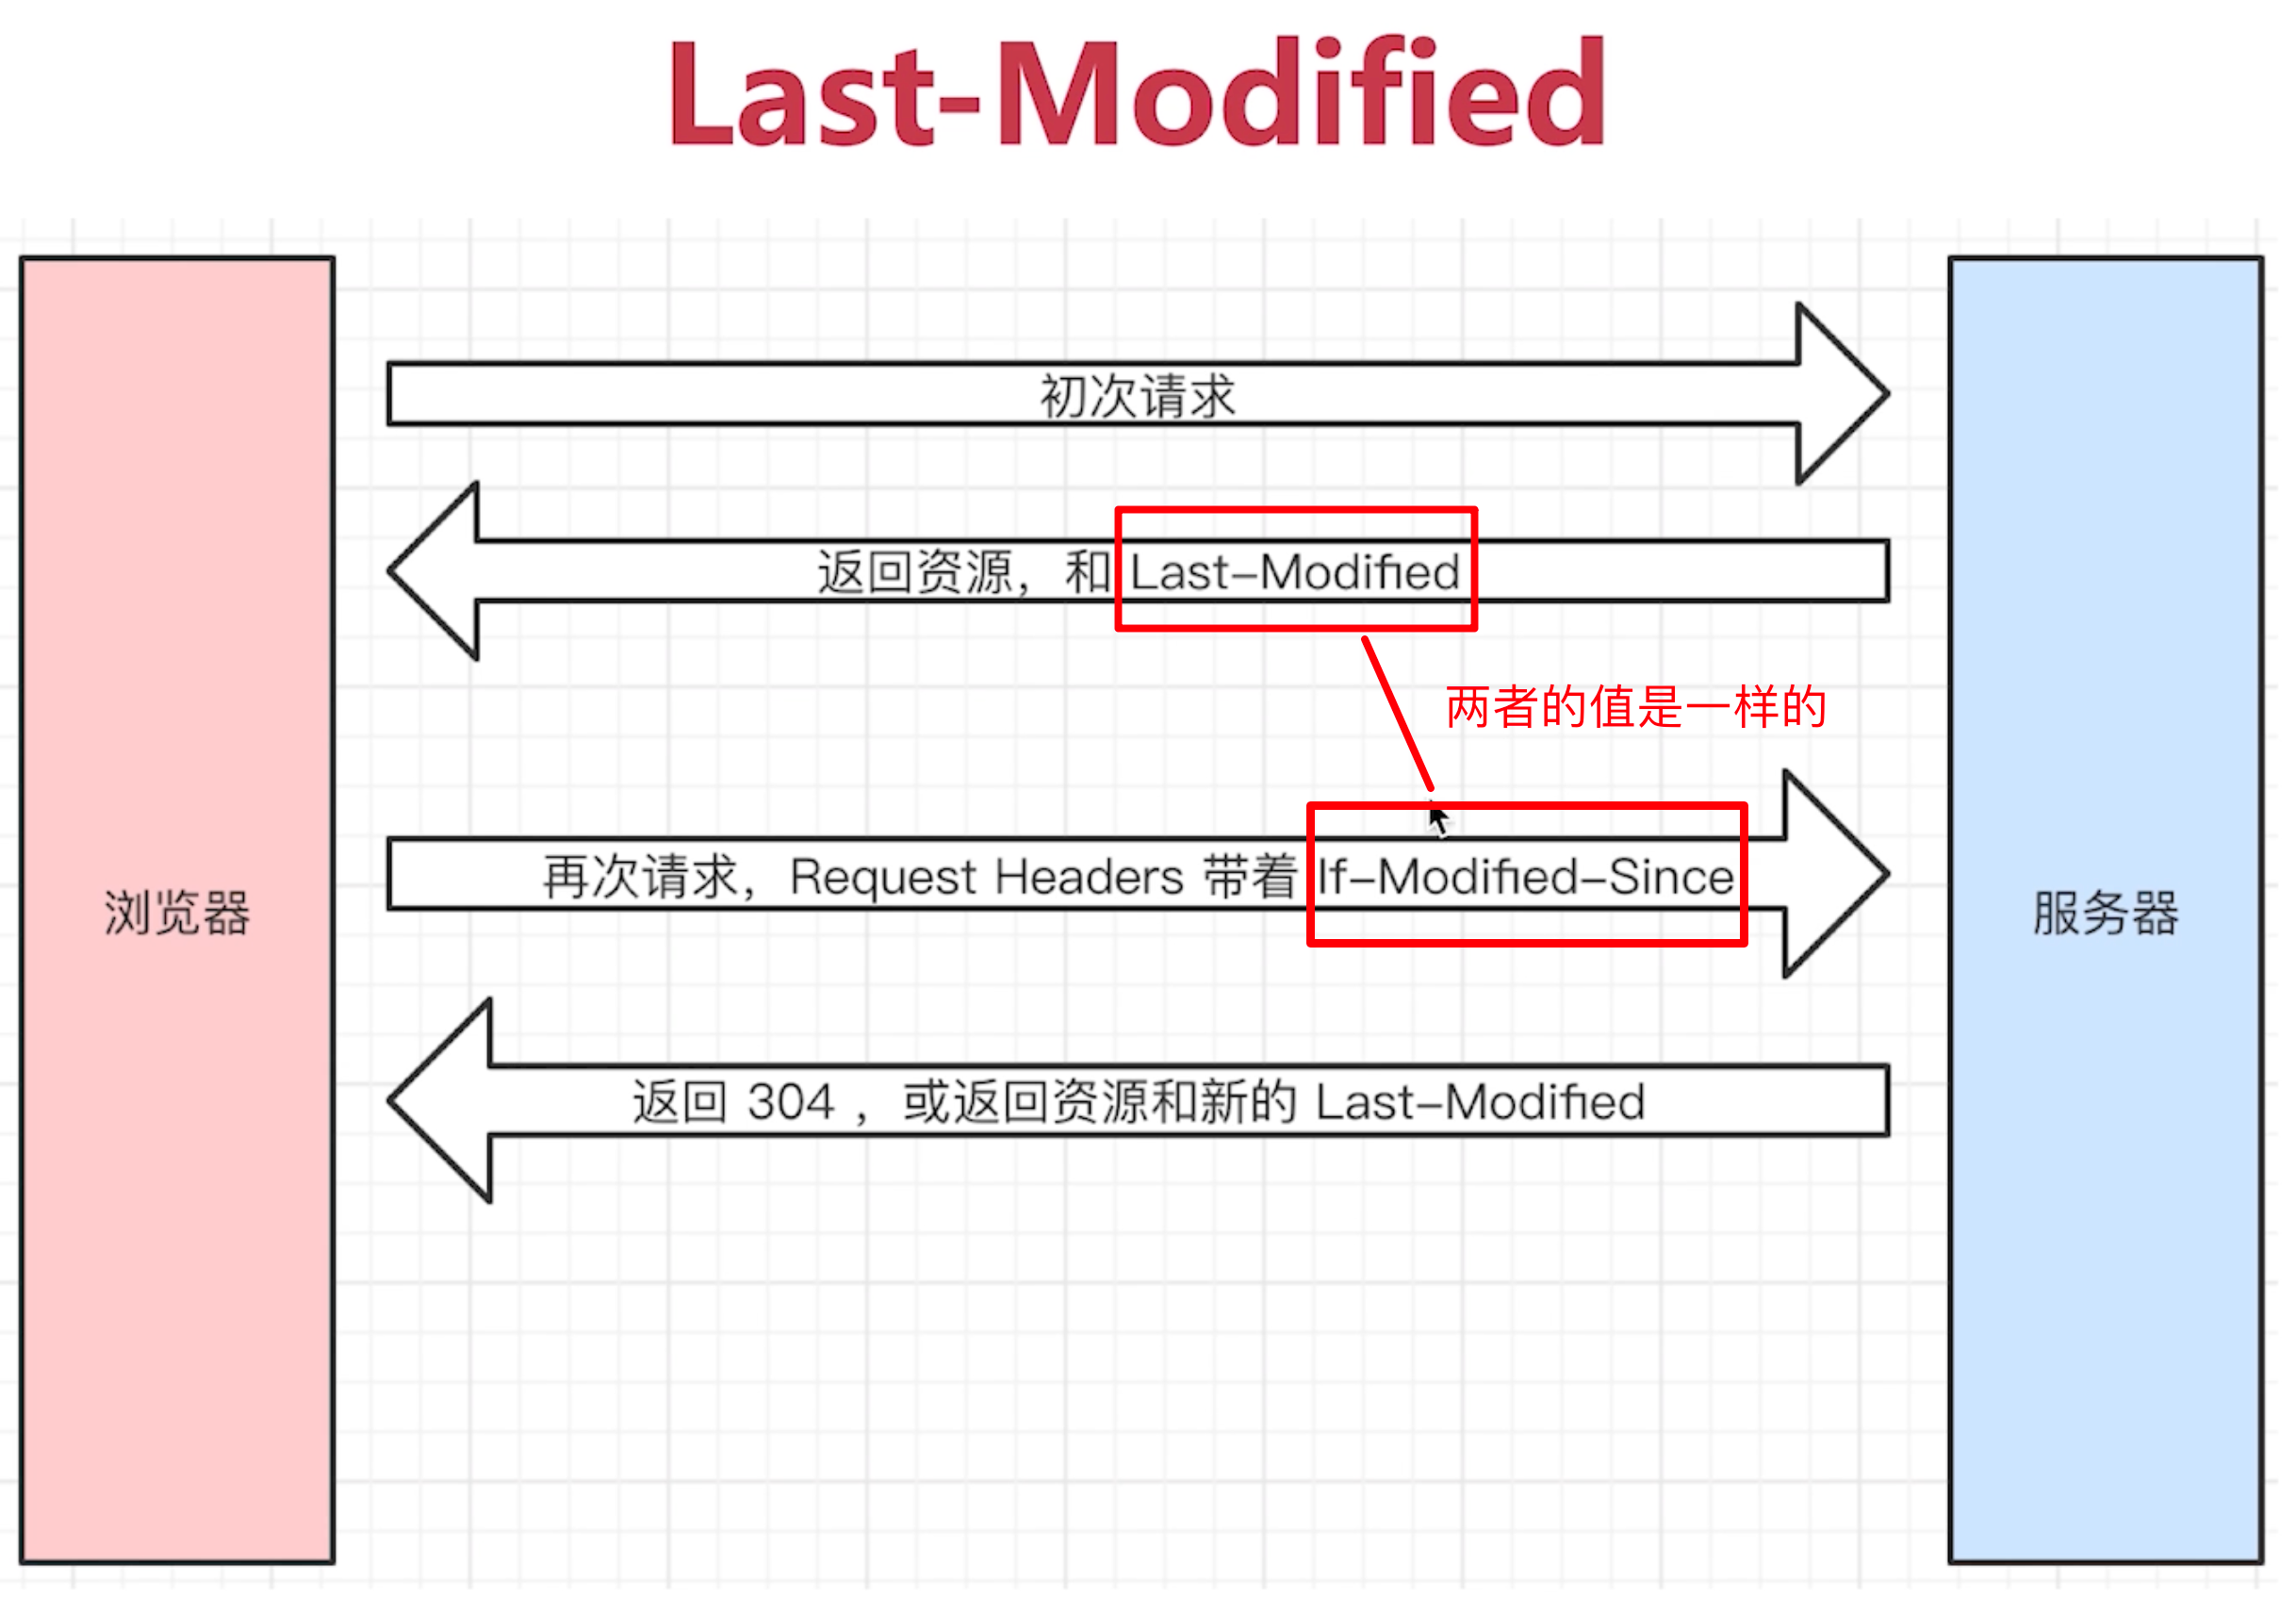 Last-Modified
初次请求
返回资源，和 Last-Modified
两者的值是一样的
再次请求，Request Headers 带着 If-Modified-Since
浏览器
服务器
返回 304 ，或返回资源和新的 Last-Modified